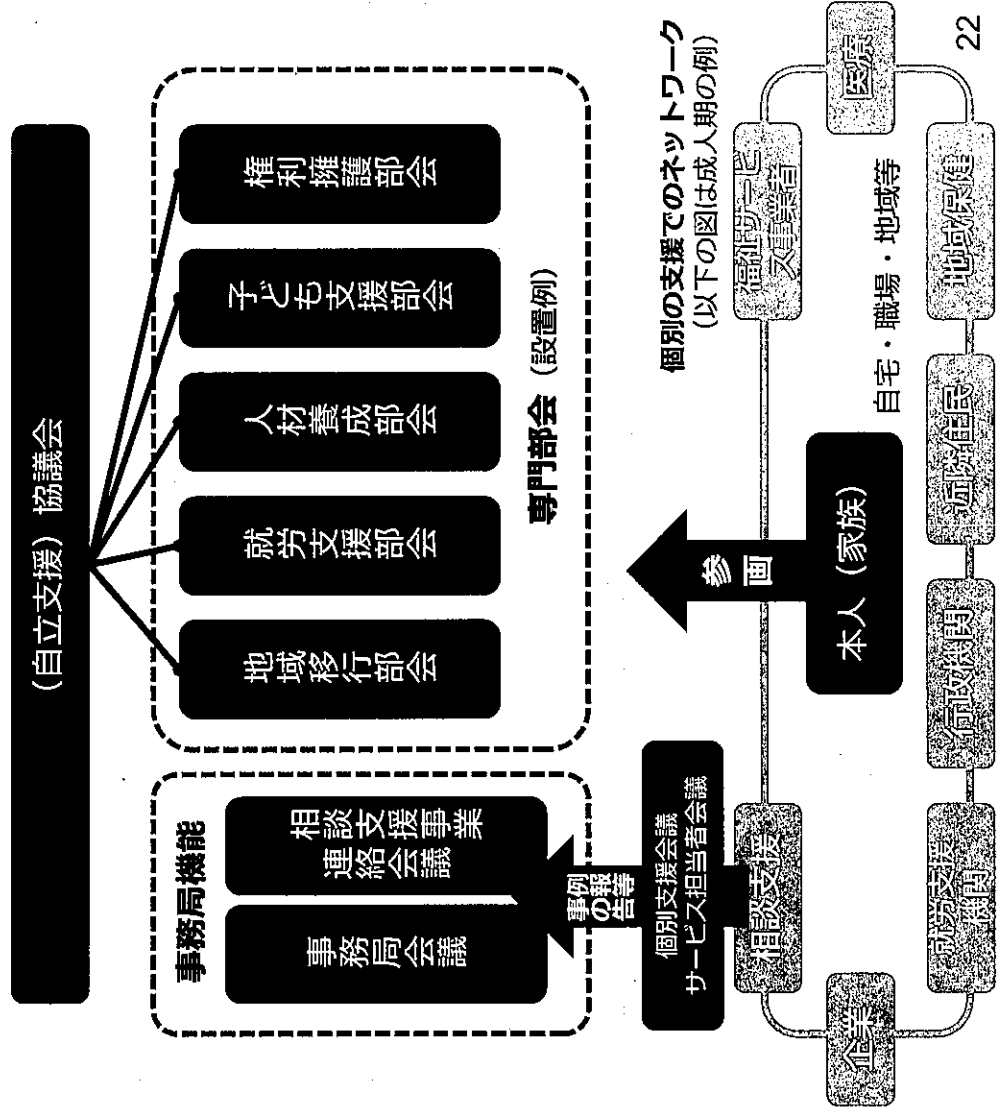 (自立支援) 協議会
事務局機能
事務局会議
相談支援事業
連絡会議
地域移行部会
就労支援部会
人材養成部会
子ども支援部会
権利擁護部会
専門部会 (設置例)
事例
の報
告等
個別支援会議
サービス担当者会議
参
画
個別の支援でのネットワーク
(以下の図は成人期の例)
相談支援
福祉サービ
ス事業者
企業
医療
本人 (家族)
自宅・職場・地域等
就労支援
機関
行政機関
近隣住民
地域保健
22